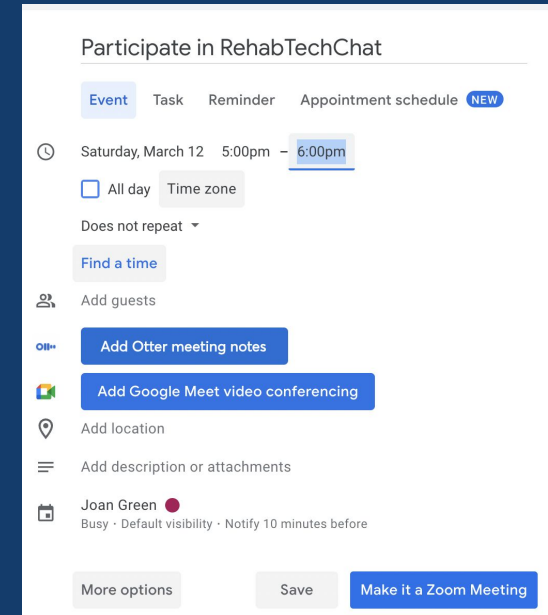 Participate in RehabTechChat
Event Task Reminder Appointment schedule NEW
Saturday, March 12 5:00pm – 6:00pm
All day Time zone
Does not repeat
Find a time
Add guests
Add Otter meeting notes
Add Google Meet video conferencing
Add location
Add description or attachments
Joan Green
Busy · Default visibility · Notify 10 minutes before
More options Save Make it a Zoom Meeting